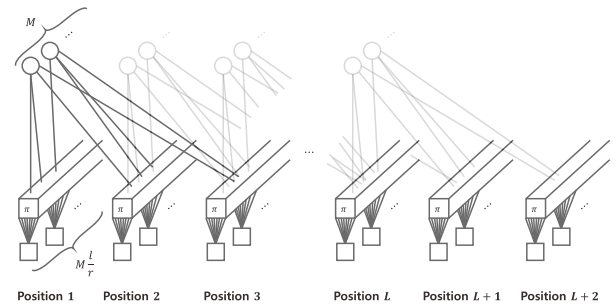 M
...
...
...
...
π π π π π π
... ... ... ... ... ...
M l/r
Position 1 Position 2 Position 3 Position L Position L + 1 Position L + 2